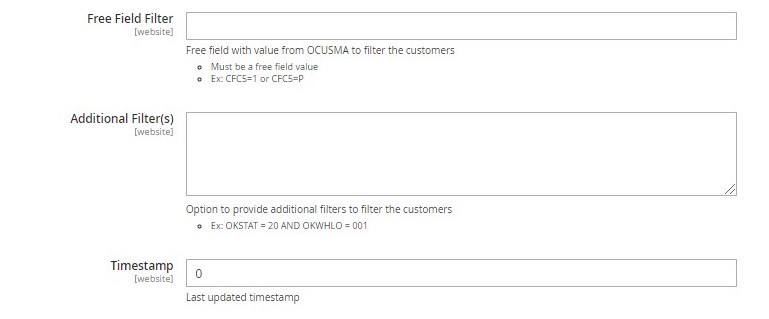 Free Field Filter
[website]
Free field with value from OCUSMA to filter the customers
Must be a free field value
Ex: CFC5=1 or CFC5=P
Additional Filter(s)
[website]
Option to provide additional filters to filter the customers
Ex: OKSTAT = 20 AND OKWHLO = 001
Timestamp
[website]
0
Last updated timestamp